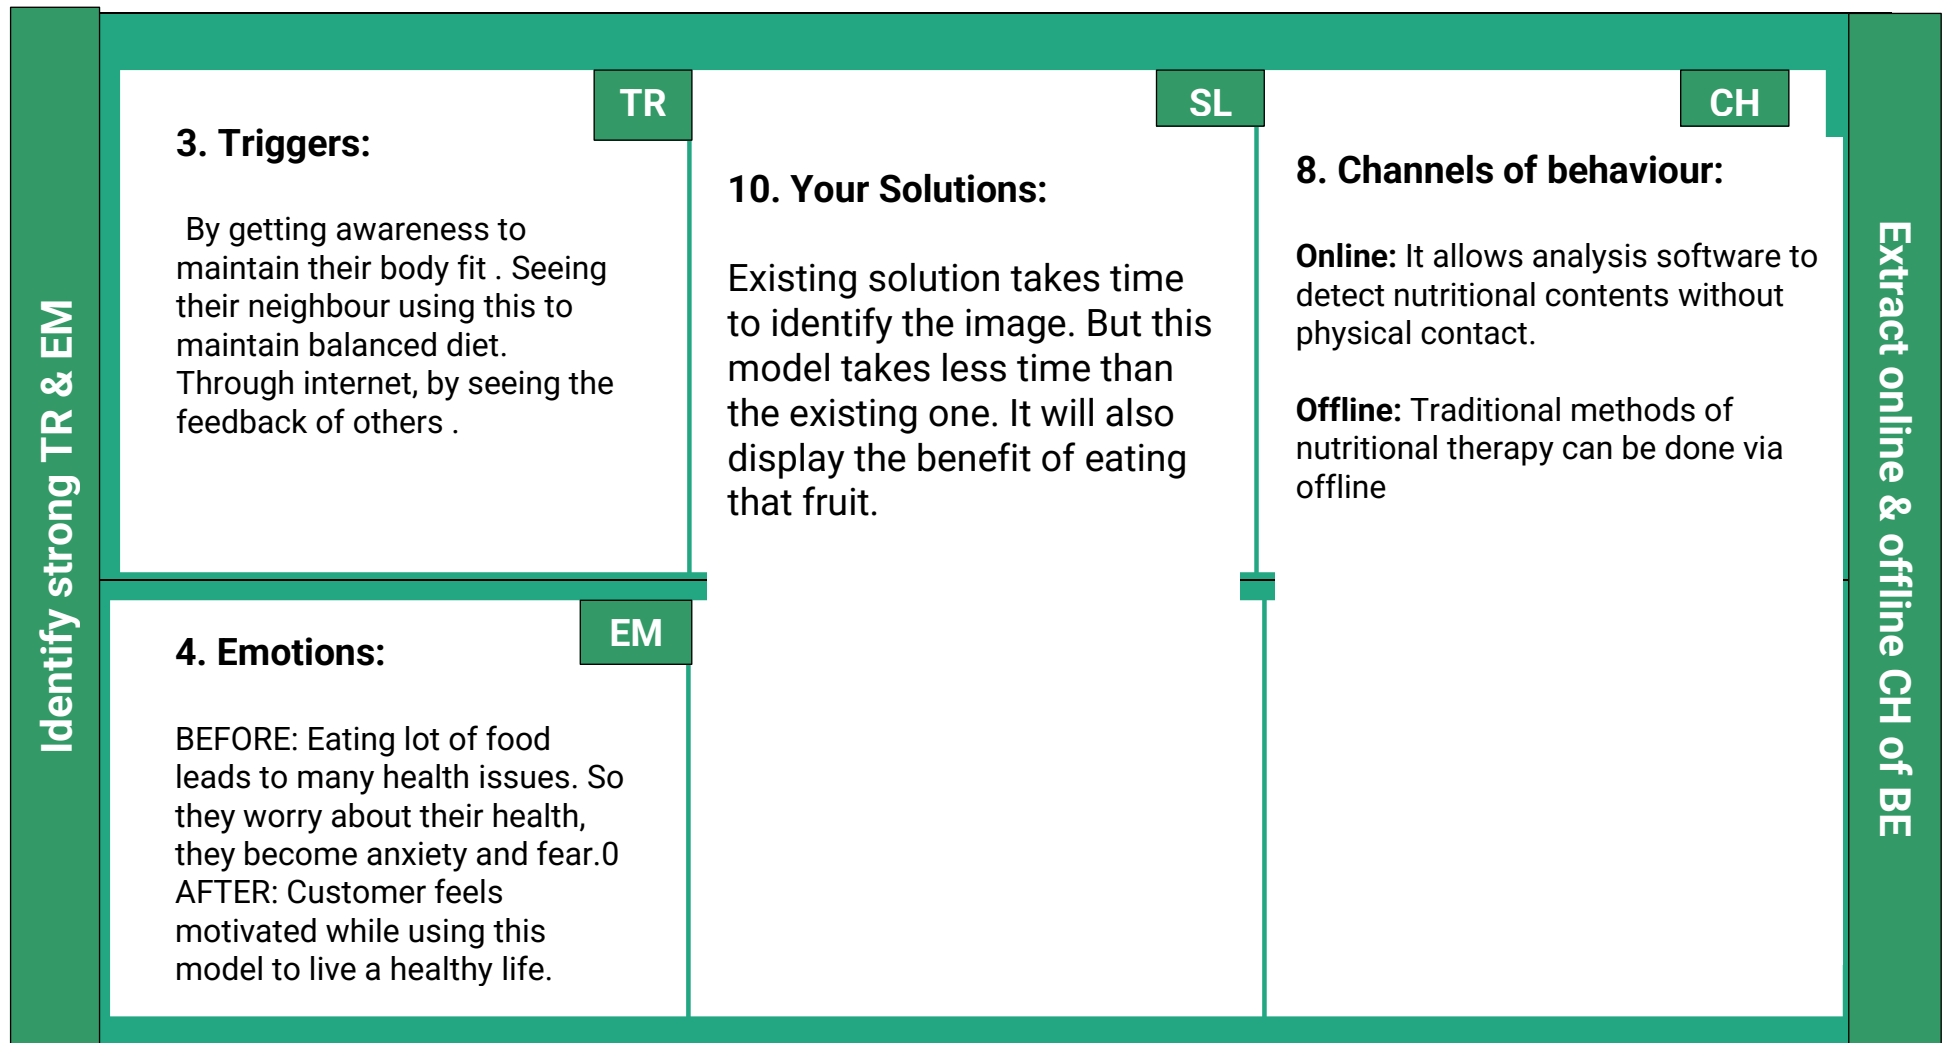 Identify strong TR & EM
TR
3. Triggers:
By getting awareness to
maintain their body fit . Seeing
their neighbour using this to
maintain balanced diet.
Through internet, by seeing the
feedback of others .
EM
4. Emotions:
BEFORE: Eating lot of food
leads to many health issues. So
they worry about their health,
they become anxiety and fear.0
AFTER: Customer feels
motivated while using this
model to live a healthy life.
SL
10. Your Solutions:
Existing solution takes time
to identify the image. But this
model takes less time than
the existing one. It will also
display the benefit of eating
that fruit.
CH
8. Channels of behaviour:
Online: It allows analysis software to
detect nutritional contents without
physical contact.
Offline: Traditional methods of
nutritional therapy can be done via
offline
Extract online & offline CH of BE